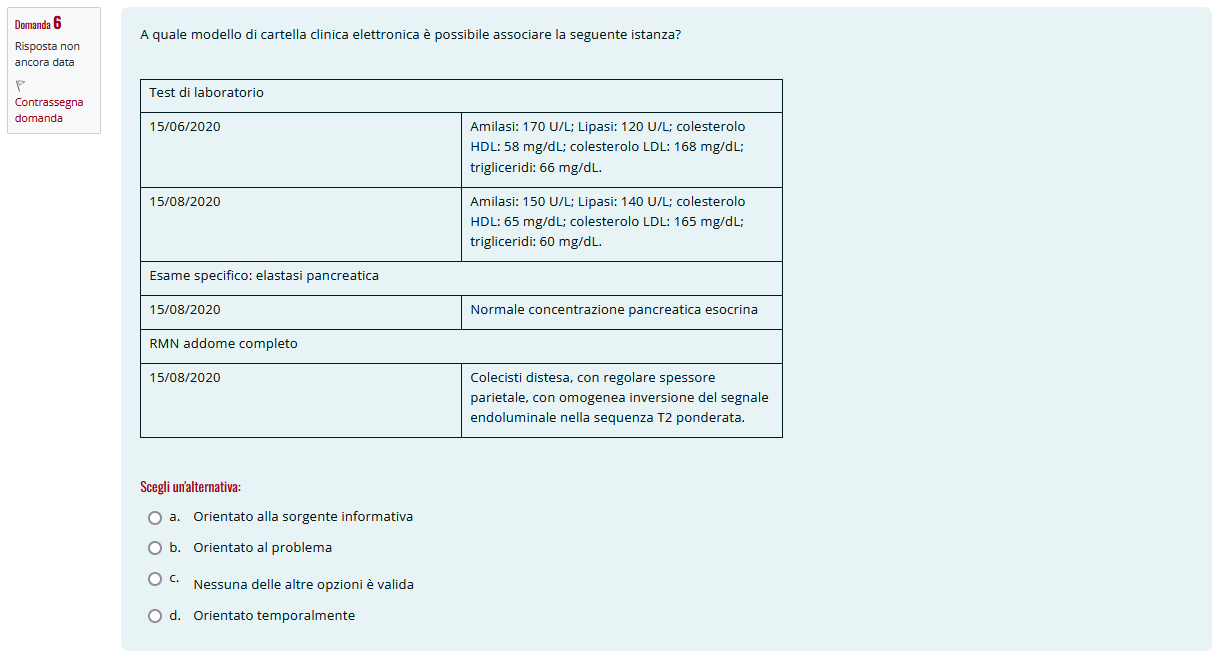 Domanda 6
Risposta non
ancora data
Contrassegna
domanda
A quale modello di cartella clinica elettronica è possibile associare la seguente istanza?
Test di laboratorio
15/06/2020
Amilasi: 170 U/L; Lipasi: 120 U/L; colesterolo
HDL: 58 mg/dL; colesterolo LDL: 168 mg/dL;
trigliceridi: 66 mg/dL.
15/08/2020
Amilasi: 150 U/L; Lipasi: 140 U/L; colesterolo
HDL: 65 mg/dL; colesterolo LDL: 165 mg/dL;
trigliceridi: 60 mg/dL.
Esame specifico: elastasi pancreatica
15/08/2020
Normale concentrazione pancreatica esocrina
RMN addome completo
15/08/2020
Colecisti distesa, con regolare spessore
parietale, con omogenea inversione del segnale
endoluminale nella sequenza T2 ponderata.
Scegli un'alternativa:
a. Orientato alla sorgente informativa
b. Orientato al problema
c. Nessuna delle altre opzioni è valida
d. Orientato temporalmente